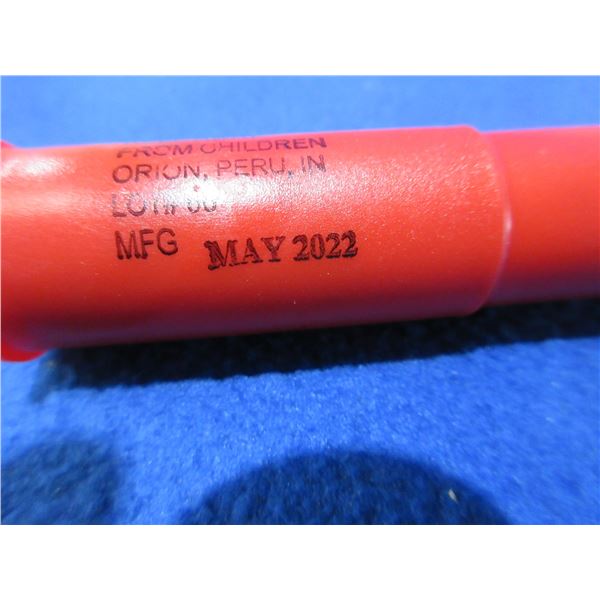 FROM CHILDREN
ORION, PERU, IN
MFG MAY 2022